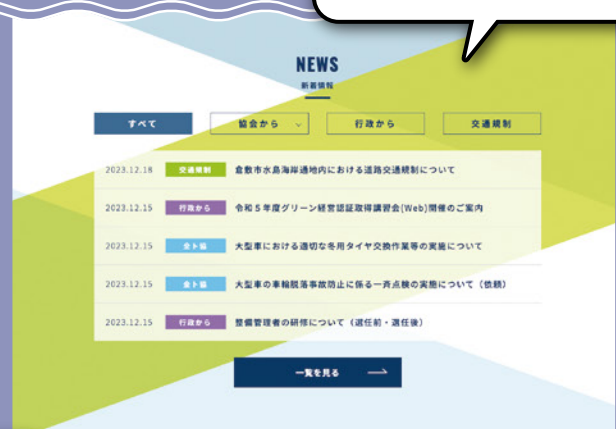 NEWS
新着情報
すべて 協会から 行政から 交通規制
2023.12.18 交通規制 倉敷市水島海岸通地内における道路交通規制について
2023.12.15 行政から 令和5年度グリーン経営認証取得講習会(Web)開催のご案内
2023.12.15 全ト協 大型車における適切な冬用タイヤ交換作業等の実施について
2023.12.15 全ト協 大型車の車輪脱落事故防止に係る一斉点検の実施について（依頼）
2023.12.15 行政から 整備管理者の研修について（選任前・選任後）
一覧を見る